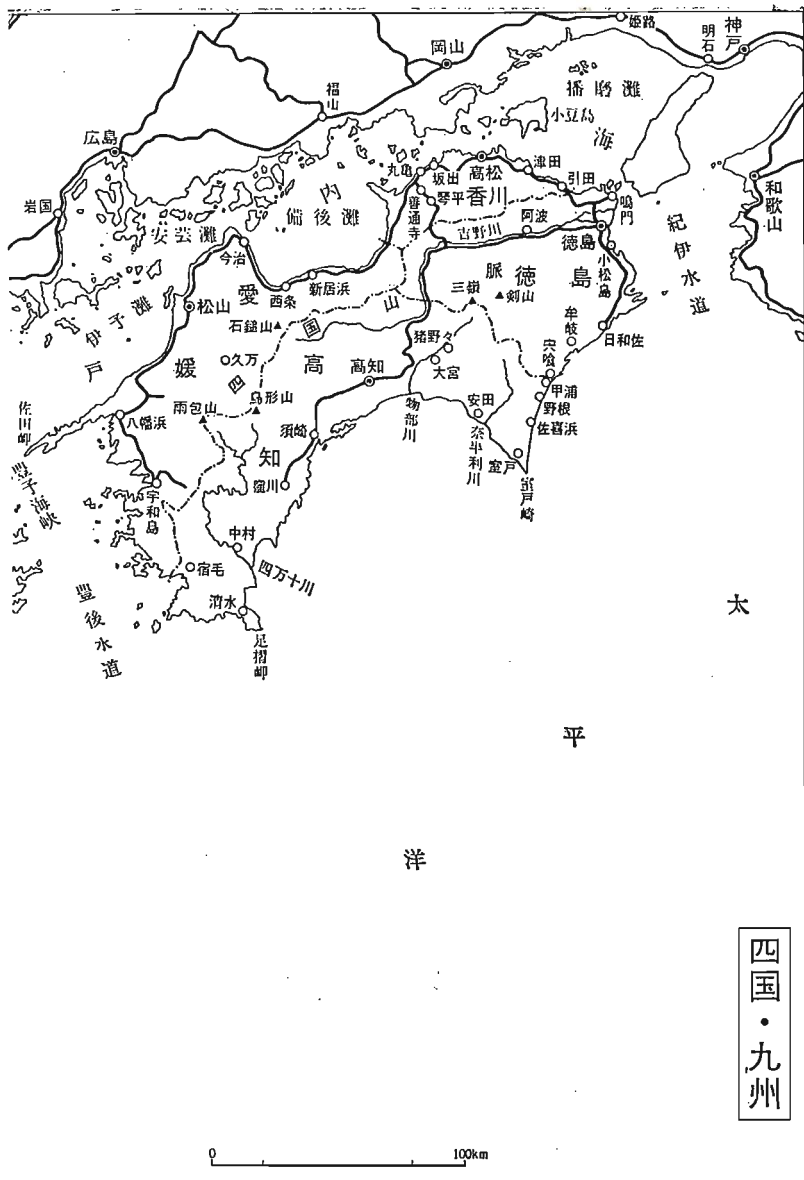 姫路
神戸
明石
岡山
播磨灘
福山
小豆島
海
広島
津田
高松
坂出
丸亀
引田
和歌山
内
備後灘
香川
琴平
善通寺
鳴門
岩国
安芸灘
阿波
吉野川
徳島
紀伊水道
小松島
今治
脈
徳
島
愛
新居浜
西条
三嶺
剣山
山
伊予灘
松山
石鎚山
国
牟岐
日和佐
猪野々
宍喰
戸
媛
久万
高
高知
大宮
四
甲浦
鳥形山
野根
佐田岬
八幡浜
雨包山
物部川
安田
佐喜浜
須崎
奈半利川
知
室戸
豊予海峡
窪川
室戸崎
宇和島
中村
宿毛
四万十川
豊後水道
清水
足摺岬
太
平
洋
四国・九州
0
100km